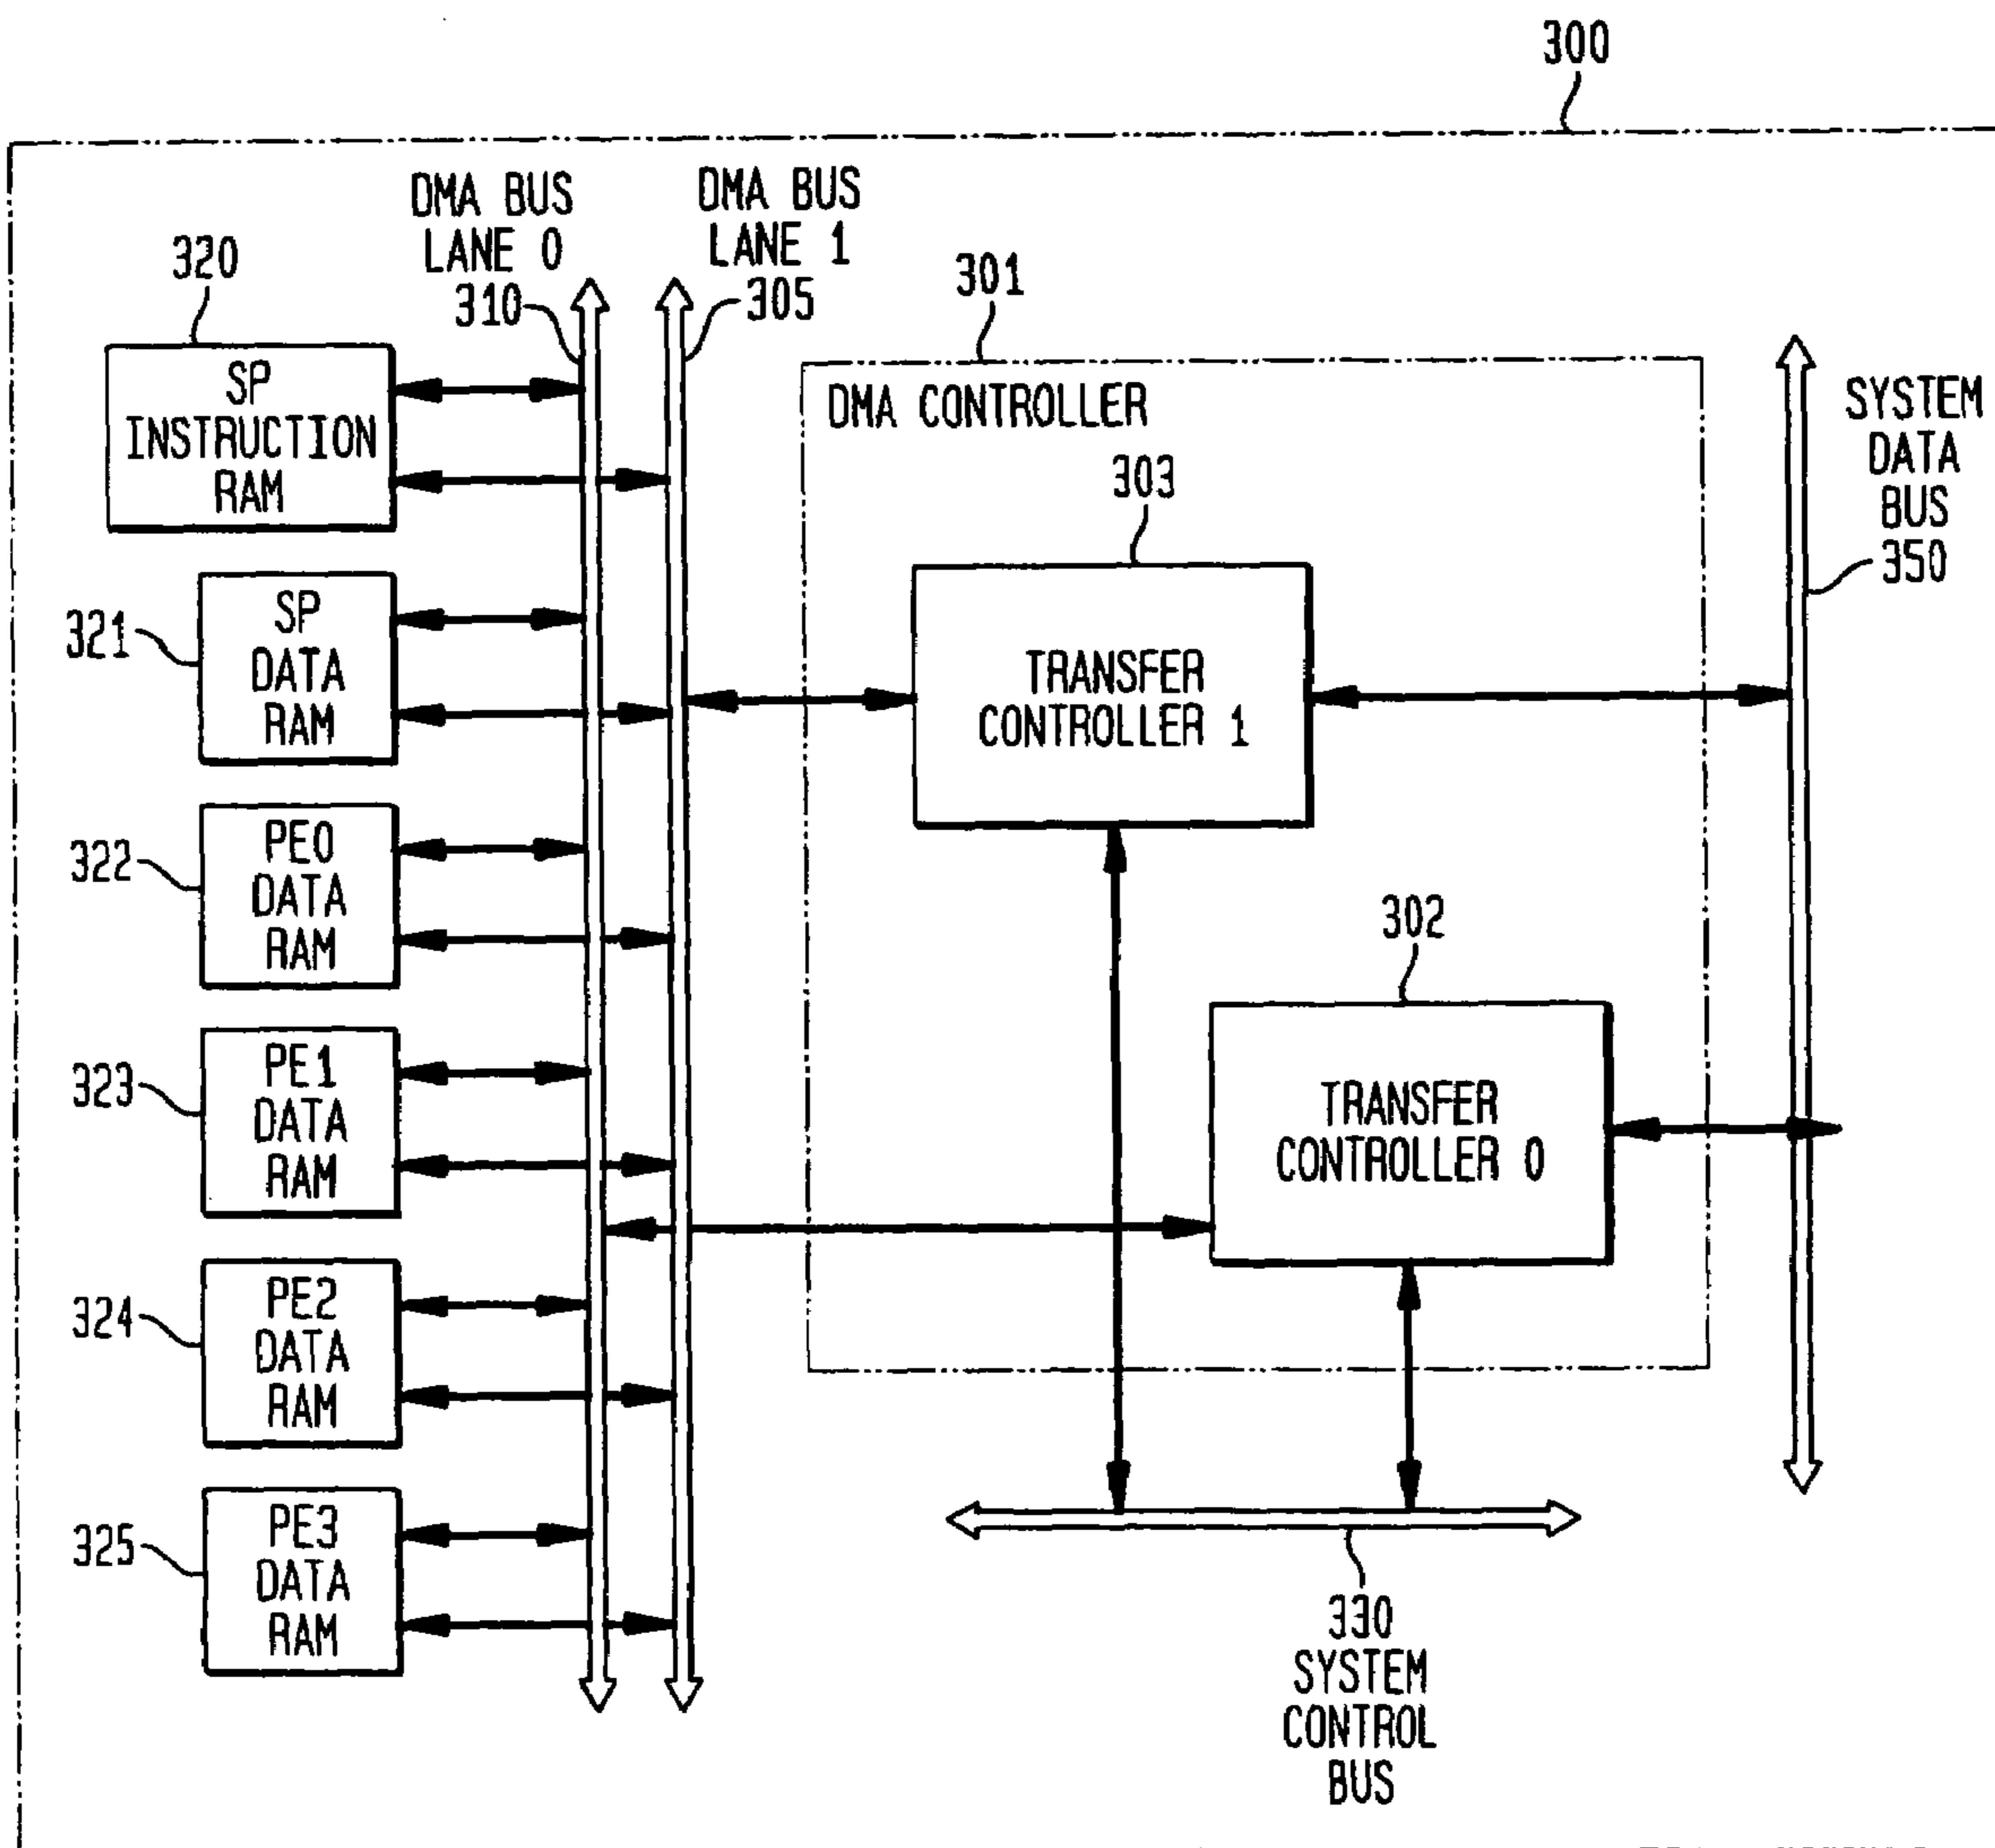 300
DMA BUS
LANE 0
310
DMA BUS
LANE 1
305
320
SP
INSTRUCTION
RAM
321
SP
DATA
RAM
322
PE0
DATA
RAM
323
PE1
DATA
RAM
324
PE2
DATA
RAM
325
PE3
DATA
RAM
301
DMA CONTROLLER
303
TRANSFER
CONTROLLER 1
302
TRANSFER
CONTROLLER 0
SYSTEM
DATA
BUS
350
330
SYSTEM
CONTROL
BUS